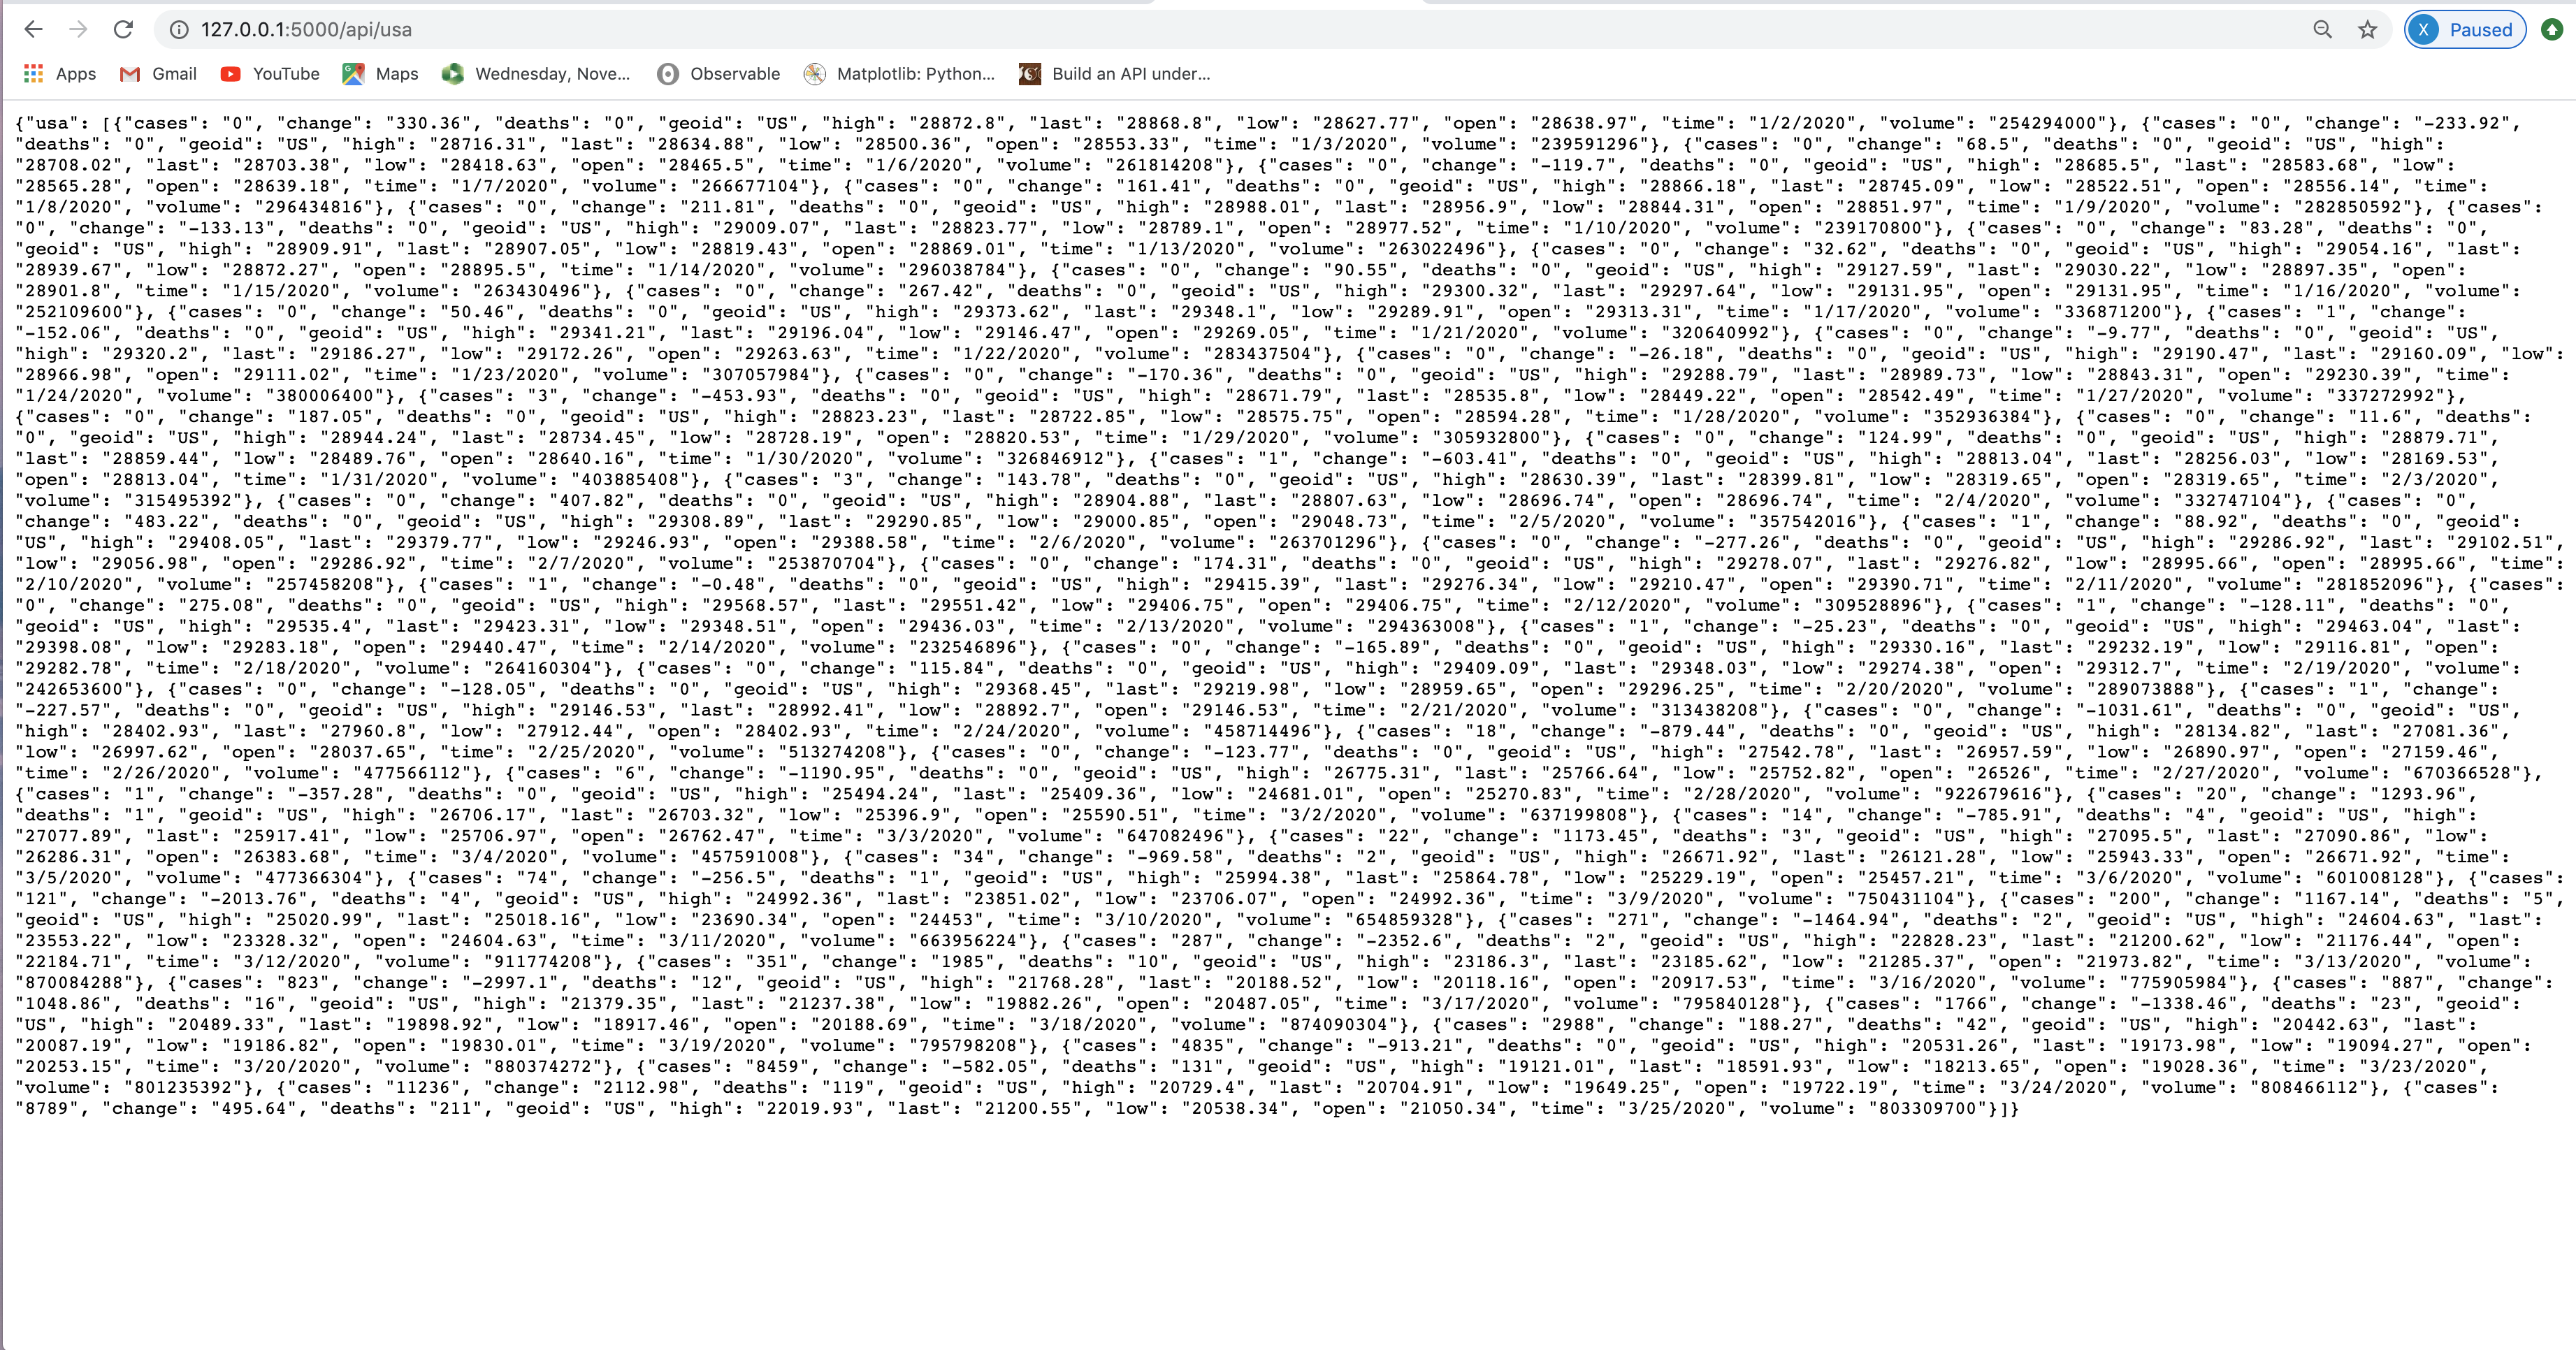 127.0.0.1:5000/api/usa
X Paused
Apps Gmail YouTube Maps Wednesday, Nove... Observable Matplotlib: Python... Build an API under...
{"usa": [{"cases": "0", "change": "330.36", "deaths": "0", "geoid": "US", "high": "28872.8", "last": "28868.8", "low": "28627.77", "open": "28638.97", "time": "1/2/2020", "volume": "254294000"}, {"cases": "0", "change": "-233.92",
"deaths": "0", "geoid": "US", "high": "28716.31", "last": "28634.88", "low": "28500.36", "open": "28553.33", "time": "1/3/2020", "volume": "239591296"}, {"cases": "0", "change": "68.5", "deaths": "0", "geoid": "US", "high":
"28708.02", "last": "28703.38", "low": "28418.63", "open": "28465.5", "time": "1/6/2020", "volume": "261814208"}, {"cases": "0", "change": "-119.7", "deaths": "0", "geoid": "US", "high": "28685.5", "last": "28583.68", "low":
"28565.28", "open": "28639.18", "time": "1/7/2020", "volume": "266677104"}, {"cases": "0", "change": "161.41", "deaths": "0", "geoid": "US", "high": "28866.18", "last": "28745.09", "low": "28522.51", "open": "28556.14", "time":
"1/8/2020", "volume": "296434816"}, {"cases": "0", "change": "211.81", "deaths": "0", "geoid": "US", "high": "28988.01", "last": "28956.9", "low": "28844.31", "open": "28851.97", "time": "1/9/2020", "volume": "282850592"}, {"cases":
"0", "change": "-133.13", "deaths": "0", "geoid": "US", "high": "29009.07", "last": "28823.77", "low": "28789.1", "open": "28977.52", "time": "1/10/2020", "volume": "239170800"}, {"cases": "0", "change": "83.28", "deaths": "0",
"geoid": "US", "high": "28909.91", "last": "28907.05", "low": "28819.43", "open": "28869.01", "time": "1/13/2020", "volume": "263022496"}, {"cases": "0", "change": "32.62", "deaths": "0", "geoid": "US", "high": "29054.16", "last":
"28939.67", "low": "28872.27", "open": "28895.5", "time": "1/14/2020", "volume": "296038784"}, {"cases": "0", "change": "90.55", "deaths": "0", "geoid": "US", "high": "29127.59", "last": "29030.22", "low": "28897.35", "open":
"28901.8", "time": "1/15/2020", "volume": "263430496"}, {"cases": "0", "change": "267.42", "deaths": "0", "geoid": "US", "high": "29300.32", "last": "29297.64", "low": "29131.95", "open": "29131.95", "time": "1/16/2020", "volume":
"252109600"}, {"cases": "0", "change": "50.46", "deaths": "0", "geoid": "US", "high": "29373.62", "last": "29348.1", "low": "29289.91", "open": "29313.31", "time": "1/17/2020", "volume": "336871200"}, {"cases": "1", "change":
"-152.06", "deaths": "0", "geoid": "US", "high": "29341.21", "last": "29196.04", "low": "29146.47", "open": "29269.05", "time": "1/21/2020", "volume": "320640992"}, {"cases": "0", "change": "-9.77", "deaths": "0", "geoid": "US",
"high": "29320.2", "last": "29186.27", "low": "29172.26", "open": "29263.63", "time": "1/22/2020", "volume": "283437504"}, {"cases": "0", "change": "-26.18", "deaths": "0", "geoid": "US", "high": "29190.47", "last": "29160.09", "low":
"28966.98", "open": "29111.02", "time": "1/23/2020", "volume": "307057984"}, {"cases": "0", "change": "-170.36", "deaths": "0", "geoid": "US", "high": "29288.79", "last": "28989.73", "low": "28843.31", "open": "29230.39", "time":
"1/24/2020", "volume": "380006400"}, {"cases": "3", "change": "-453.93", "deaths": "0", "geoid": "US", "high": "28671.79", "last": "28535.8", "low": "28449.22", "open": "28542.49", "time": "1/27/2020", "volume": "337272992"},
{"cases": "0", "change": "187.05", "deaths": "0", "geoid": "US", "high": "28823.23", "last": "28722.85", "low": "28575.75", "open": "28594.28", "time": "1/28/2020", "volume": "352936384"}, {"cases": "0", "change": "11.6", "deaths":
"0", "geoid": "US", "high": "28944.24", "last": "28734.45", "low": "28728.19", "open": "28820.53", "time": "1/29/2020", "volume": "305932800"}, {"cases": "0", "change": "124.99", "deaths": "0", "geoid": "US", "high": "28879.71",
"last": "28859.44", "low": "28489.76", "open": "28640.16", "time": "1/30/2020", "volume": "326846912"}, {"cases": "1", "change": "-603.41", "deaths": "0", "geoid": "US", "high": "28813.04", "last": "28256.03", "low": "28169.53",
"open": "28813.04", "time": "1/31/2020", "volume": "403885408"}, {"cases": "3", "change": "143.78", "deaths": "0", "geoid": "US", "high": "28630.39", "last": "28399.81", "low": "28319.65", "open": "28319.65", "time": "2/3/2020",
"volume": "315495392"}, {"cases": "0", "change": "407.82", "deaths": "0", "geoid": "US", "high": "28904.88", "last": "28807.63", "low": "28696.74", "open": "28696.74", "time": "2/4/2020", "volume": "332747104"}, {"cases": "0",
"change": "483.22", "deaths": "0", "geoid": "US", "high": "29308.89", "last": "29290.85", "low": "29000.85", "open": "29048.73", "time": "2/5/2020", "volume": "357542016"}, {"cases": "1", "change": "88.92", "deaths": "0", "geoid":
"US", "high": "29408.05", "last": "29379.77", "low": "29246.93", "open": "29388.58", "time": "2/6/2020", "volume": "263701296"}, {"cases": "0", "change": "-277.26", "deaths": "0", "geoid": "US", "high": "29286.92", "last": "29102.51",
"low": "29056.98", "open": "29286.92", "time": "2/7/2020", "volume": "253870704"}, {"cases": "0", "change": "174.31", "deaths": "0", "geoid": "US", "high": "29278.07", "last": "29276.82", "low": "28995.66", "open": "28995.66", "time":
"2/10/2020", "volume": "257458208"}, {"cases": "1", "change": "-0.48", "deaths": "0", "geoid": "US", "high": "29415.39", "last": "29276.34", "low": "29210.47", "open": "29390.71", "time": "2/11/2020", "volume": "281852096"}, {"cases":
"0", "change": "275.08", "deaths": "0", "geoid": "US", "high": "29568.57", "last": "29551.42", "low": "29406.75", "open": "29406.75", "time": "2/12/2020", "volume": "309528896"}, {"cases": "1", "change": "-128.11", "deaths": "0",
"geoid": "US", "high": "29535.4", "last": "29423.31", "low": "29348.51", "open": "29436.03", "time": "2/13/2020", "volume": "294363008"}, {"cases": "1", "change": "-25.23", "deaths": "0", "geoid": "US", "high": "29463.04", "last":
"29398.08", "low": "29283.18", "open": "29440.47", "time": "2/14/2020", "volume": "232546896"}, {"cases": "0", "change": "-165.89", "deaths": "0", "geoid": "US", "high": "29330.16", "last": "29232.19", "low": "29116.81", "open":
"29282.78", "time": "2/18/2020", "volume": "264160304"}, {"cases": "0", "change": "115.84", "deaths": "0", "geoid": "US", "high": "29409.09", "last": "29348.03", "low": "29274.38", "open": "29312.7", "time": "2/19/2020", "volume":
"242653600"}, {"cases": "0", "change": "-128.05", "deaths": "0", "geoid": "US", "high": "29368.45", "last": "29219.98", "low": "28959.65", "open": "29296.25", "time": "2/20/2020", "volume": "289073888"}, {"cases": "1", "change":
"-227.57", "deaths": "0", "geoid": "US", "high": "29146.53", "last": "28992.41", "low": "28892.7", "open": "29146.53", "time": "2/21/2020", "volume": "313438208"}, {"cases": "0", "change": "-1031.61", "deaths": "0", "geoid": "US",
"high": "28402.93", "last": "27960.8", "low": "27912.44", "open": "28402.93", "time": "2/24/2020", "volume": "458714496"}, {"cases": "18", "change": "-879.44", "deaths": "0", "geoid": "US", "high": "28134.82", "last": "27081.36",
"low": "26997.62", "open": "28037.65", "time": "2/25/2020", "volume": "513274208"}, {"cases": "0", "change": "-123.77", "deaths": "0", "geoid": "US", "high": "27542.78", "last": "26957.59", "low": "26890.97", "open": "27159.46",
"time": "2/26/2020", "volume": "477566112"}, {"cases": "6", "change": "-1190.95", "deaths": "0", "geoid": "US", "high": "26775.31", "last": "25766.64", "low": "25752.82", "open": "26526", "time": "2/27/2020", "volume": "670366528"},
{"cases": "1", "change": "-357.28", "deaths": "0", "geoid": "US", "high": "25494.24", "last": "25409.36", "low": "24681.01", "open": "25270.83", "time": "2/28/2020", "volume": "922679616"}, {"cases": "20", "change": "1293.96",
"deaths": "1", "geoid": "US", "high": "26706.17", "last": "26703.32", "low": "25396.9", "open": "25590.51", "time": "3/2/2020", "volume": "637199808"}, {"cases": "14", "change": "-785.91", "deaths": "4", "geoid": "US", "high":
"27077.89", "last": "25917.41", "low": "25706.97", "open": "26762.47", "time": "3/3/2020", "volume": "647082496"}, {"cases": "22", "change": "1173.45", "deaths": "3", "geoid": "US", "high": "27095.5", "last": "27090.86", "low":
"26286.31", "open": "26383.68", "time": "3/4/2020", "volume": "457591008"}, {"cases": "34", "change": "-969.58", "deaths": "2", "geoid": "US", "high": "26671.92", "last": "26121.28", "low": "25943.33", "open": "26671.92", "time":
"3/5/2020", "volume": "477366304"}, {"cases": "74", "change": "-256.5", "deaths": "1", "geoid": "US", "high": "25994.38", "last": "25864.78", "low": "25229.19", "open": "25457.21", "time": "3/6/2020", "volume": "601008128"}, {"cases":
"121", "change": "-2013.76", "deaths": "4", "geoid": "US", "high": "24992.36", "last": "23851.02", "low": "23706.07", "open": "24992.36", "time": "3/9/2020", "volume": "750431104"}, {"cases": "200", "change": "1167.14", "deaths": "5",
"geoid": "US", "high": "25020.99", "last": "25018.16", "low": "23690.34", "open": "24453", "time": "3/10/2020", "volume": "654859328"}, {"cases": "271", "change": "-1464.94", "deaths": "2", "geoid": "US", "high": "24604.63", "last":
"23553.22", "low": "23328.32", "open": "24604.63", "time": "3/11/2020", "volume": "663956224"}, {"cases": "287", "change": "-2352.6", "deaths": "2", "geoid": "US", "high": "22828.23", "last": "21200.62", "low": "21176.44", "open":
"22184.71", "time": "3/12/2020", "volume": "911774208"}, {"cases": "351", "change": "1985", "deaths": "10", "geoid": "US", "high": "23186.3", "last": "23185.62", "low": "21285.37", "open": "21973.82", "time": "3/13/2020", "volume":
"870084288"}, {"cases": "823", "change": "-2997.1", "deaths": "12", "geoid": "US", "high": "21768.28", "last": "20188.52", "low": "20118.16", "open": "20917.53", "time": "3/16/2020", "volume": "775905984"}, {"cases": "887", "change":
"1048.86", "deaths": "16", "geoid": "US", "high": "21379.35", "last": "21237.38", "low": "19882.26", "open": "20487.05", "time": "3/17/2020", "volume": "795840128"}, {"cases": "1766", "change": "-1338.46", "deaths": "23", "geoid":
"US", "high": "20489.33", "last": "19898.92", "low": "18917.46", "open": "20188.69", "time": "3/18/2020", "volume": "874090304"}, {"cases": "2988", "change": "188.27", "deaths": "42", "geoid": "US", "high": "20442.63", "last":
"20087.19", "low": "19186.82", "open": "19830.01", "time": "3/19/2020", "volume": "795798208"}, {"cases": "4835", "change": "-913.21", "deaths": "0", "geoid": "US", "high": "20531.26", "last": "19173.98", "low": "19094.27", "open":
"20253.15", "time": "3/20/2020", "volume": "880374272"}, {"cases": "8459", "change": "-582.05", "deaths": "131", "geoid": "US", "high": "19121.01", "last": "18591.93", "low": "18213.65", "open": "19028.36", "time": "3/23/2020",
"volume": "801235392"}, {"cases": "11236", "change": "2112.98", "deaths": "119", "geoid": "US", "high": "20729.4", "last": "20704.91", "low": "19649.25", "open": "19722.19", "time": "3/24/2020", "volume": "808466112"}, {"cases":
"8789", "change": "495.64", "deaths": "211", "geoid": "US", "high": "22019.93", "last": "21200.55", "low": "20538.34", "open": "21050.34", "time": "3/25/2020", "volume": "803309700"}]}